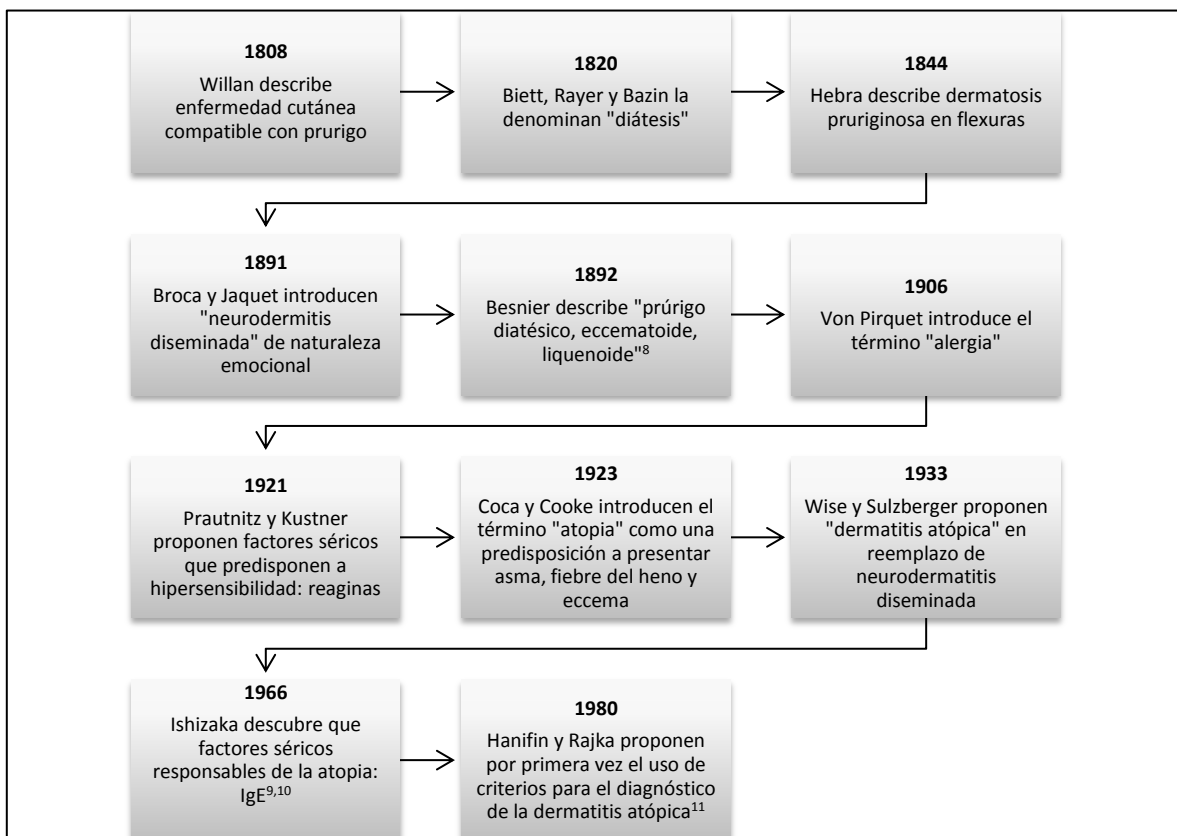 1808
Willan describe
enfermedad cutánea
compatible con prurigo
1820
Biett, Rayer y Bazin la
denominan "diátesis"
1844
Hebra describe dermatosis
pruriginosa en flexuras
1891
Broca y Jaquet introducen
"neurodermitis
diseminada" de naturaleza
emocional
1892
Besnier describe "prúrigo
diatésico, eccematoide,
liquenoide"8
1906
Von Pirquet introduce el
término "alergia"
1921
Prautnitz y Kustner
proponen factores séricos
que predisponen a
hipersensibilidad: reaginas
1923
Coca y Cooke introducen el
término "atopia" como una
predisposición a presentar
asma, fiebre del heno y
eccema
1933
Wise y Sulzberger proponen
"dermatitis atópica" en
reemplazo de
neurodermatitis
diseminada
1966
Ishizaka descubre que
factores séricos
responsables de la atopia:
IgE9,10
1980
Hanifin y Rajka proponen
por primera vez el uso de
criterios para el diagnóstico
de la dermatitis atópica11